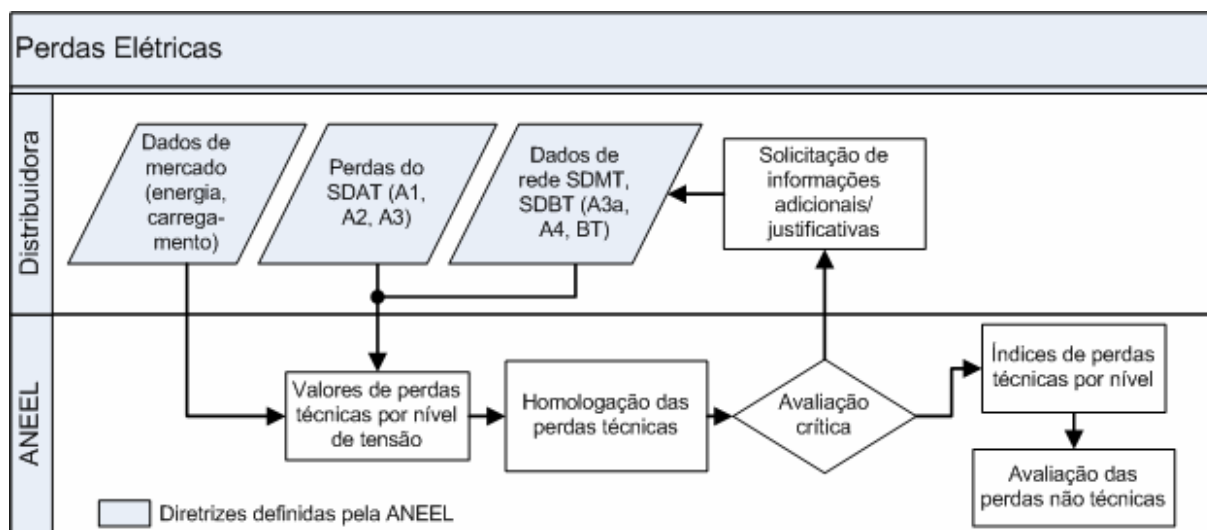 Perdas Elétricas
Distribuidora
Dados de
mercado
(energia,
carrega-
mento)
Perdas do
SDAT (A1,
A2, A3)
Dados de
rede SDMT,
SDBT (A3a,
A4, BT)
Solicitação de
informações
adicionais/
justificativas
ANEEL
Valores de perdas
técnicas por nível
de tensão
Homologação das
perdas técnicas
Avaliação
crítica
Índices de perdas
técnicas por nível
Avaliação das
perdas não técnicas
Diretrizes definidas pela ANEEL